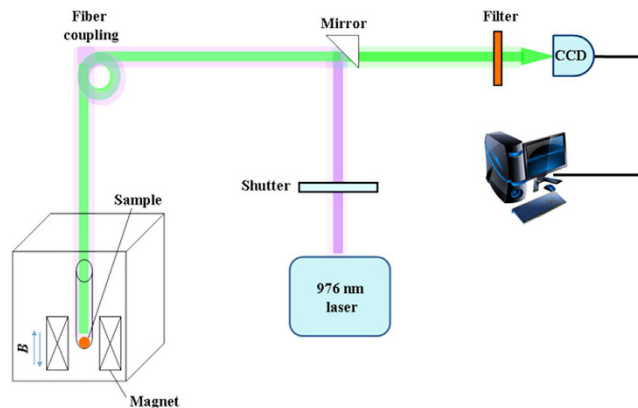 Fiber
coupling
Mirror
Filter
CCD
Shutter
Sample
976 nm
laser
B
Magnet